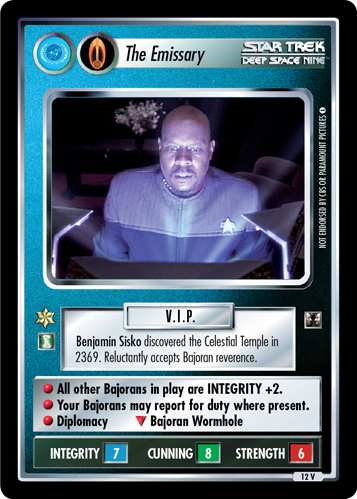 The Emissary
STAR TREK
DEEP SPACE NINE
NOT ENDORSED BY CBS OR PARAMOUNT PICTURES
V.I.P.
Benjamin Sisko discovered the Celestial Temple in
2369. Reluctantly accepts Bajoran reverence.
All other Bajorans in play are INTEGRITY +2.
Your Bajorans may report for duty where present.
Diplomacy Bajoran Wormhole
INTEGRITY 7 CUNNING 8 STRENGTH 6
12 V